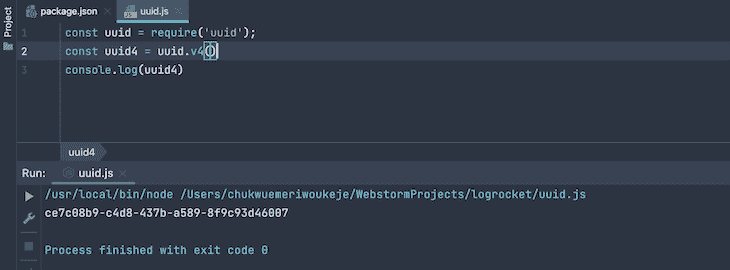 Project
package.json
uuid.js
1 const uuid = require('uuid');
2 const uuid4 = uuid.v4()
3 console.log(uuid4)
uuid4
Run: uuid.js
/usr/local/bin/node /Users/chukwuemeriwoukeje/WebstormProjects/logrocket/uuid.js
ce7c08b9-c4d8-437b-a589-8f9c93d46007
Process finished with exit code 0